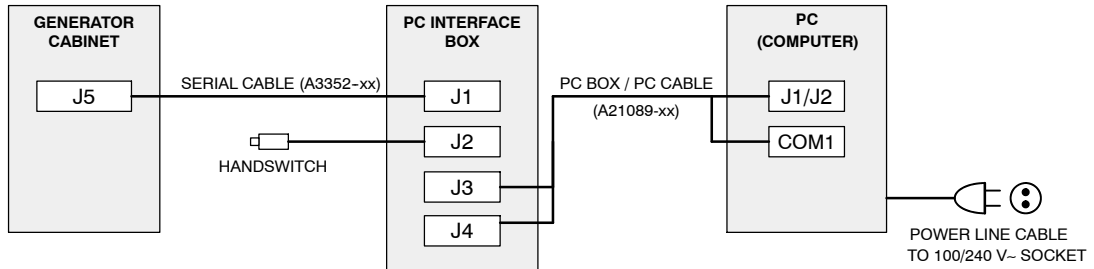 GENERATOR
CABINET
J5
SERIAL CABLE (A3352-xx)
HANDSWITCH
PC INTERFACE
BOX
J1
J2
J3
J4
PC BOX / PC CABLE
(A21089-xx)
PC
(COMPUTER)
J1/J2
COM1
POWER LINE CABLE
TO 100/240 V~ SOCKET